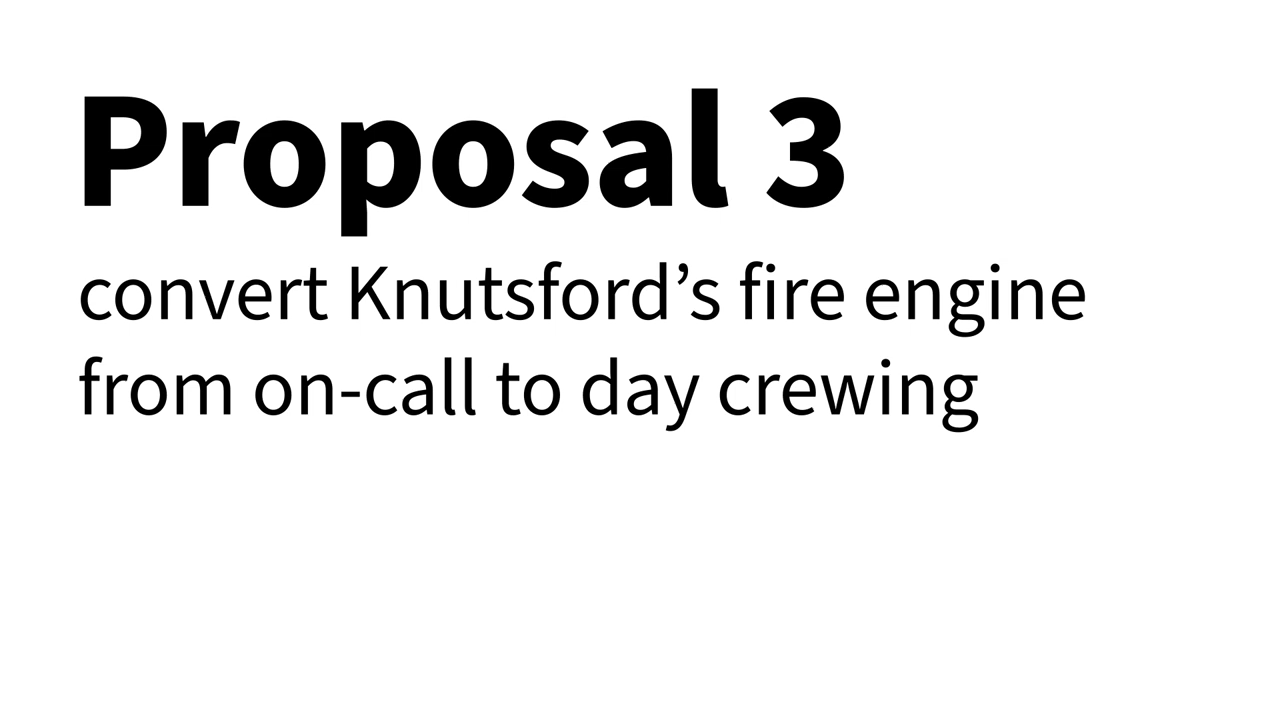 Proposal 3
convert Knutsford’s fire engine
from on-call to day crewing